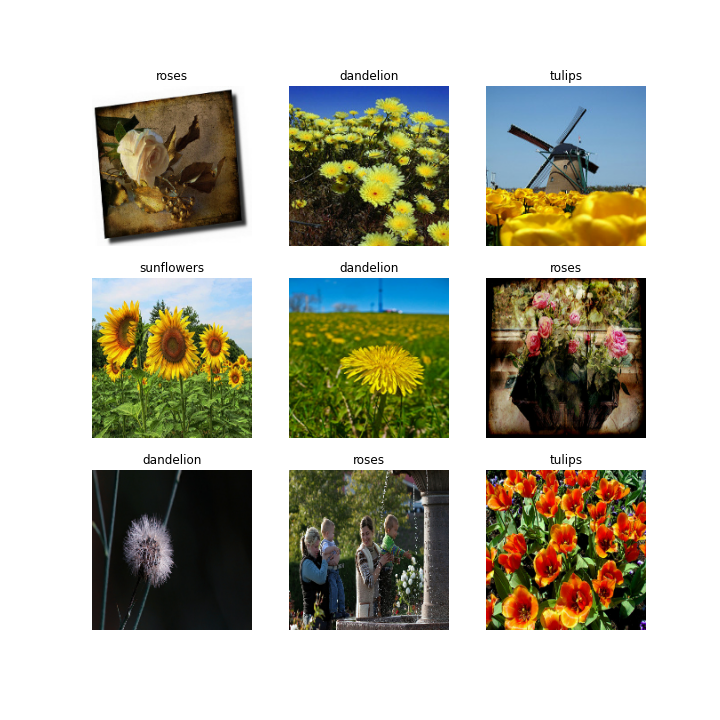 roses
dandelion
tulips
sunflowers
dandelion
roses
dandelion
roses
tulips